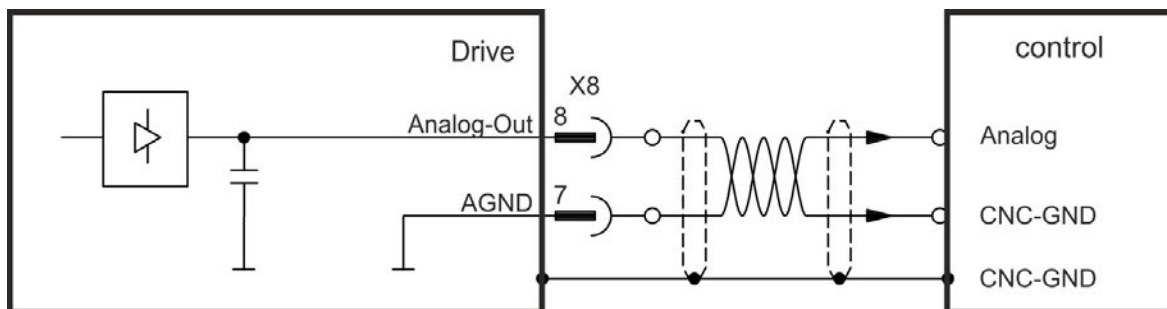 Drive
control
X8
8
Analog-Out
Analog
7
AGND
CNC-GND
CNC-GND